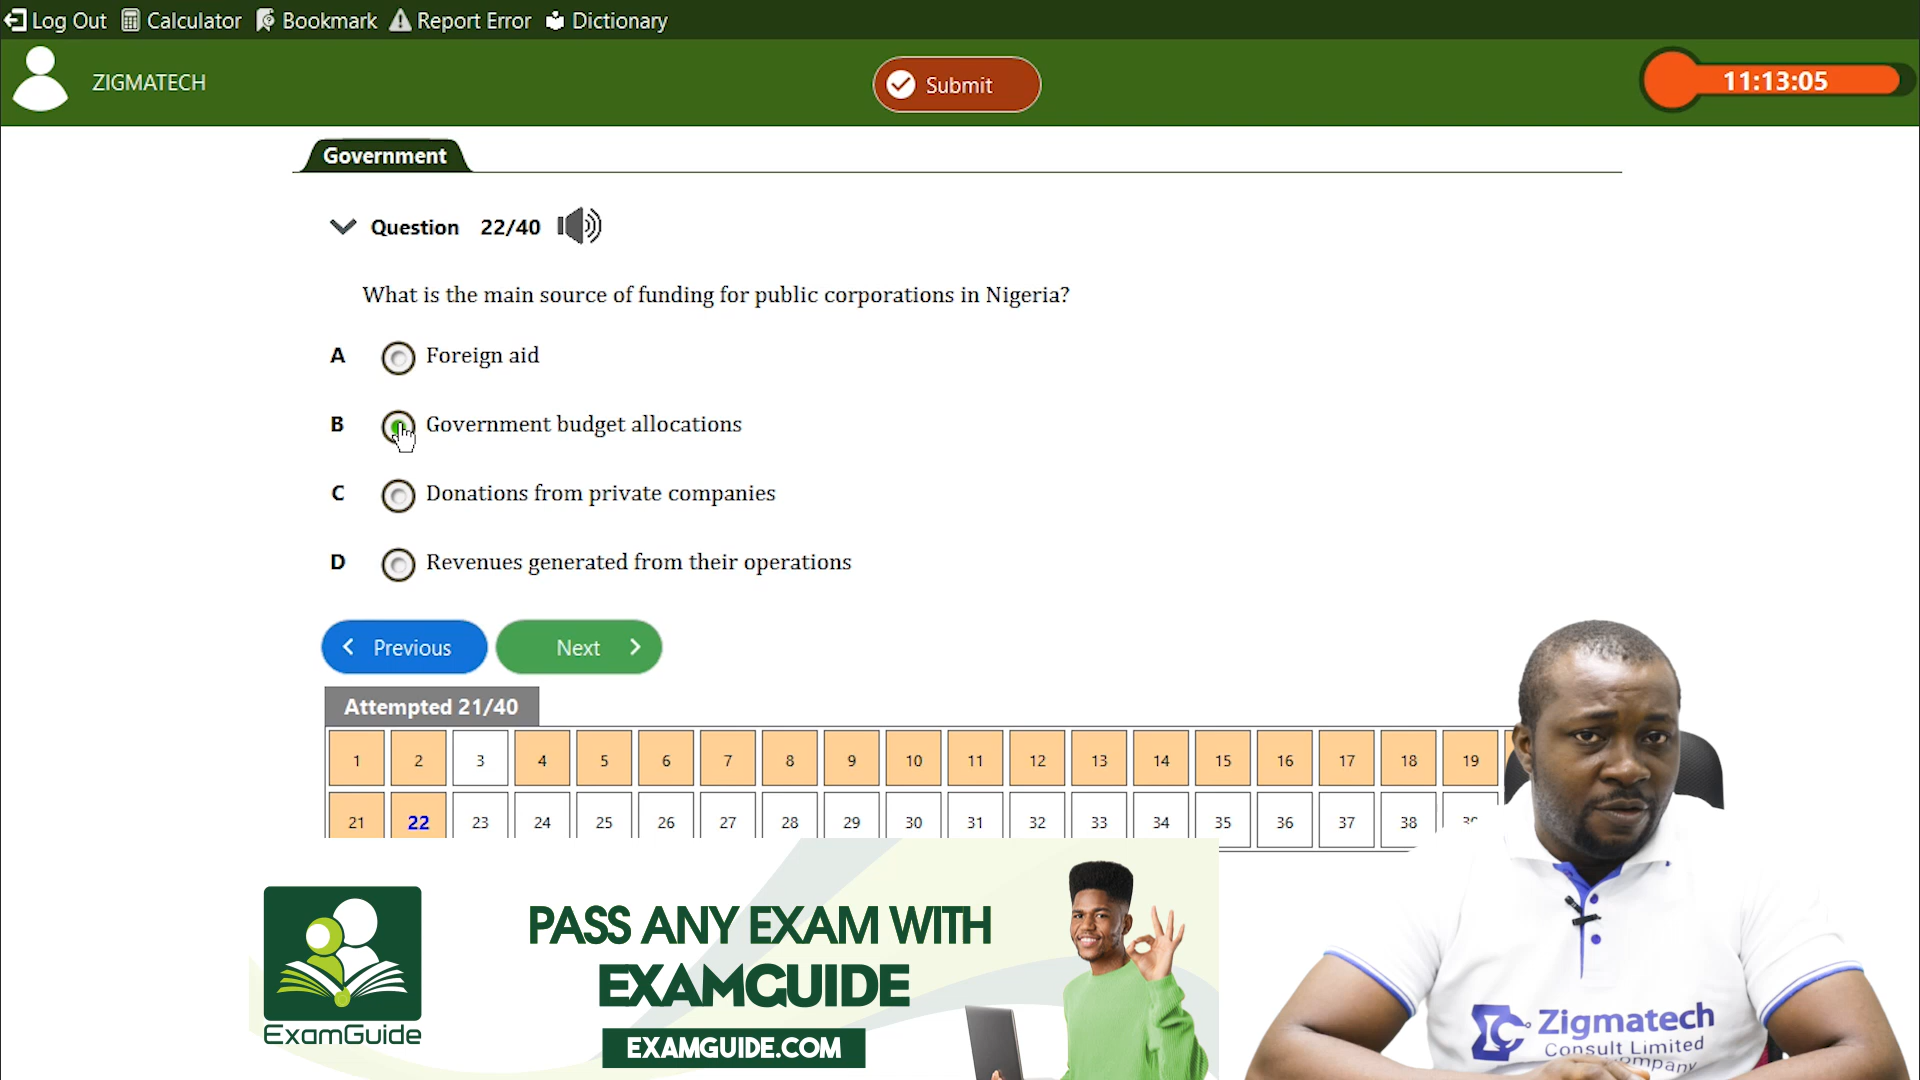 Log Out Calculator Bookmark Report Error Dictionary
ZIGMATECH
Submit
11:13:05
Government
Question 22/40
What is the main source of funding for public corporations in Nigeria?
A Foreign aid
B Government budget allocations
C Donations from private companies
D Revenues generated from their operations
Previous Next
Attempted 21/40
1 2 3 4 5 6 7 8 9 10 11 12 13 14 15 16 17 18 19
21 22 23 24 25 26 27 28 29 30 31 32 33 34 35 36 37 38
PASS ANY EXAM WITH
EXAMGUIDE
EXAMGUIDE.COM
ExamGuide
Zigmatech
Consult Limited